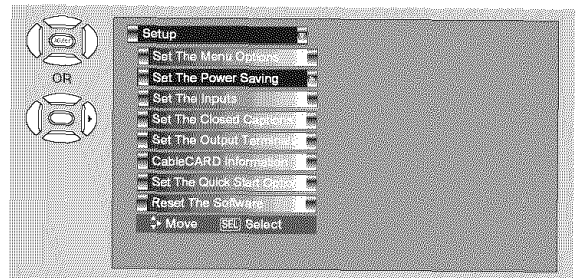 Setup
Set The Menu Options
Set The Power Saving
OR
Set The Inputs
Set The Closed Captions
Set The Output Terminals
CableCARD Information
Set The Quick Start Option
Reset The Software
Move SEL Select